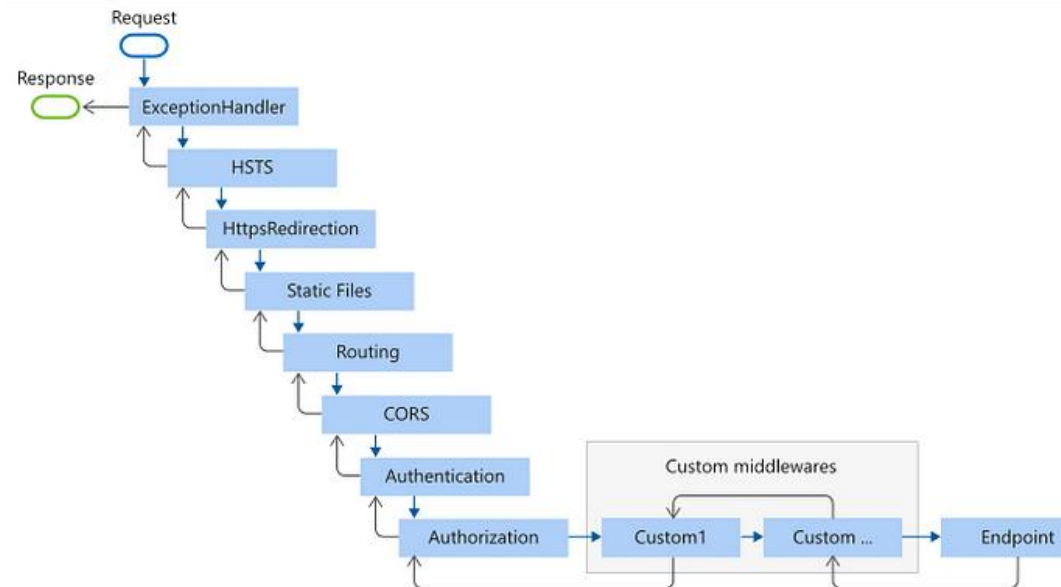 Request
Response
ExceptionHandler
HSTS
HttpsRedirection
Static Files
Routing
CORS
Authentication
Custom middlewares
Authorization
Custom1
Custom ...
Endpoint